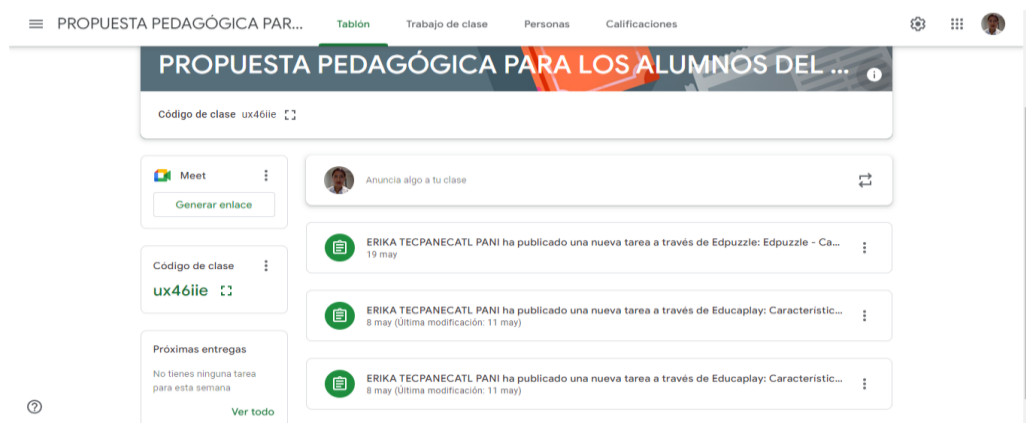 PROPUESTA PEDAGÓGICA PAR...
Tablón
Trabajo de clase
Personas
Calificaciones
PROPUESTA PEDAGÓGICA PARA LOS ALUMNOS DEL ...
Código de clase ux46iie
Meet
Generar enlace
Anuncia algo a tu clase
ERIKA TECPANECATL PANI ha publicado una nueva tarea a través de Edpuzzle: Edpuzzle - Ca...
19 may
Código de clase
ux46iie
ERIKA TECPANECATL PANI ha publicado una nueva tarea a través de Educaplay: Característic...
8 may (Última modificación: 11 may)
Próximas entregas
No tienes ninguna tarea
para esta semana
Ver todo
ERIKA TECPANECATL PANI ha publicado una nueva tarea a través de Educaplay: Característic...
8 may (Última modificación: 11 may)